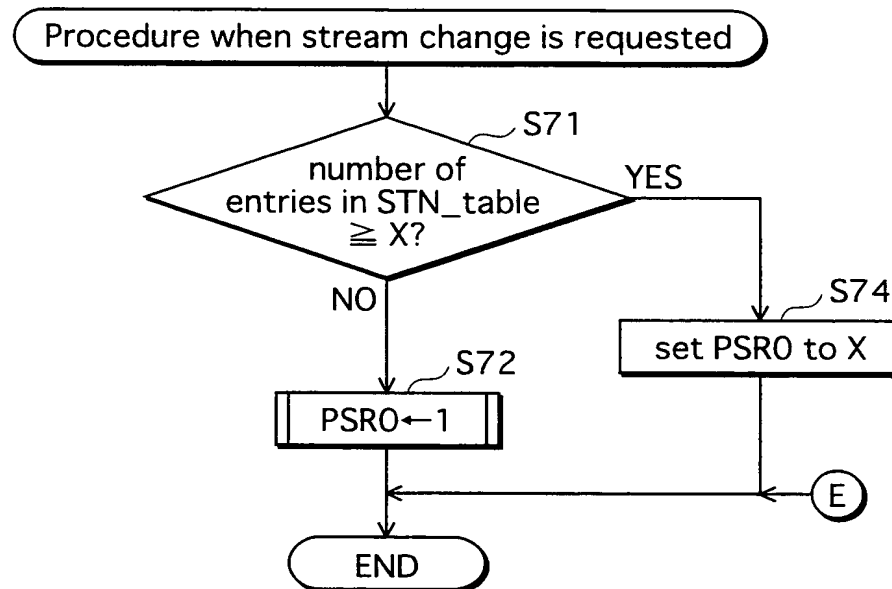 Procedure when stream change is requested
S71
number of
entries in STN_table
≧ X?
YES
NO
S74
set PSR0 to X
S72
PSR0←1
E
END